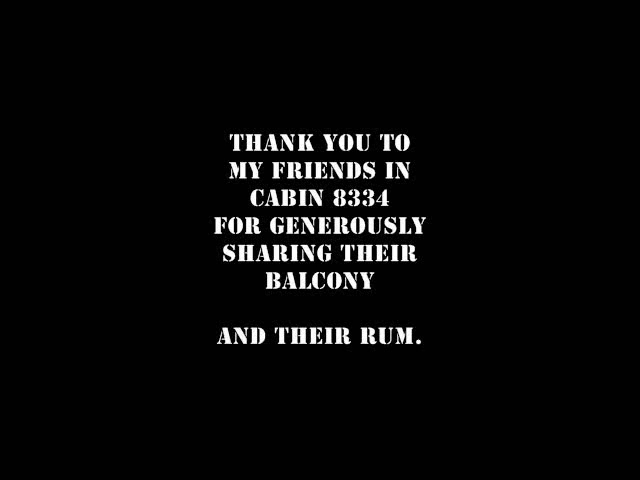 THANK YOU TO
MY FRIENDS IN
CABIN 8334
FOR GENEROUSLY
SHARING THEIR
BALCONY
AND THEIR RUM.